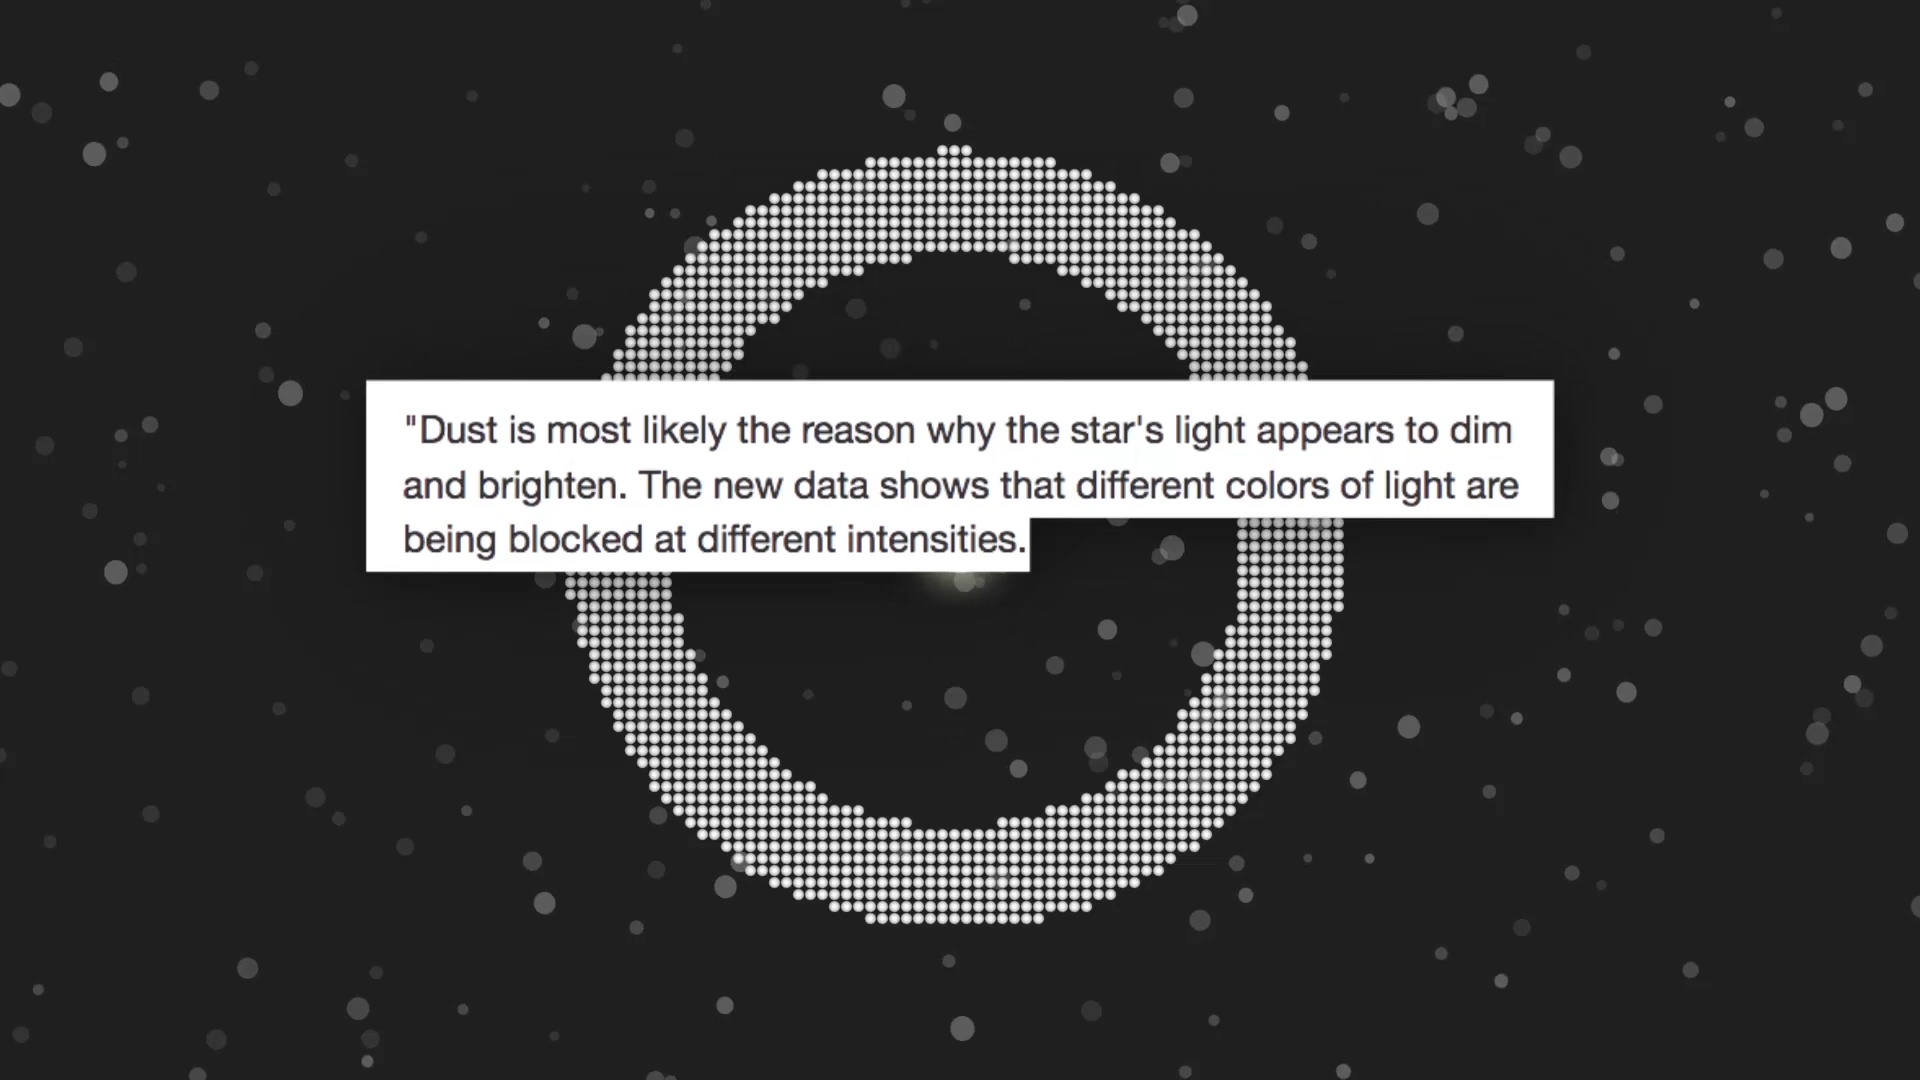 "Dust is most likely the reason why the star's light appears to dim
and brighten. The new data shows that different colors of light are
being blocked at different intensities.